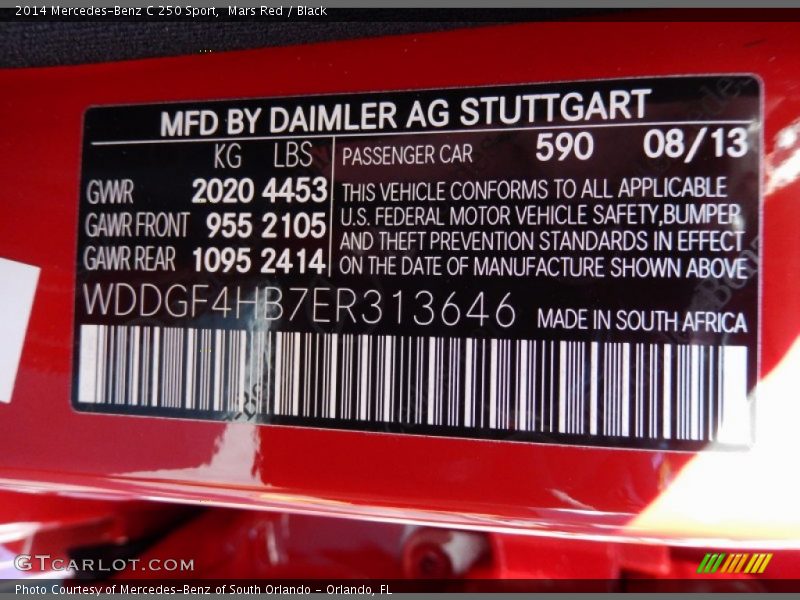 2014 Mercedes-Benz C 250 Sport,  Mars Red / Black
MFD BY DAIMLER AG STUTTGART
KG LBS PASSENGER CAR 590 08/13
GWR 2020 4453 THIS VEHICLE CONFORMS TO ALL APPLICABLE
GAWR FRONT 955 2105 U.S. FEDERAL MOTOR VEHICLE SAFETY,BUMPER
AND THEFT PREVENTION STANDARDS IN EFFECT
GAWR REAR 1095 2414 ON THE DATE OF MANUFACTURE SHOWN ABOVE
WDDGF4HB7ER313646 MADE IN SOUTH AFRICA
GTCARLOT.COM
Photo Courtesy of Mercedes-Benz of South Orlando - Orlando, FL